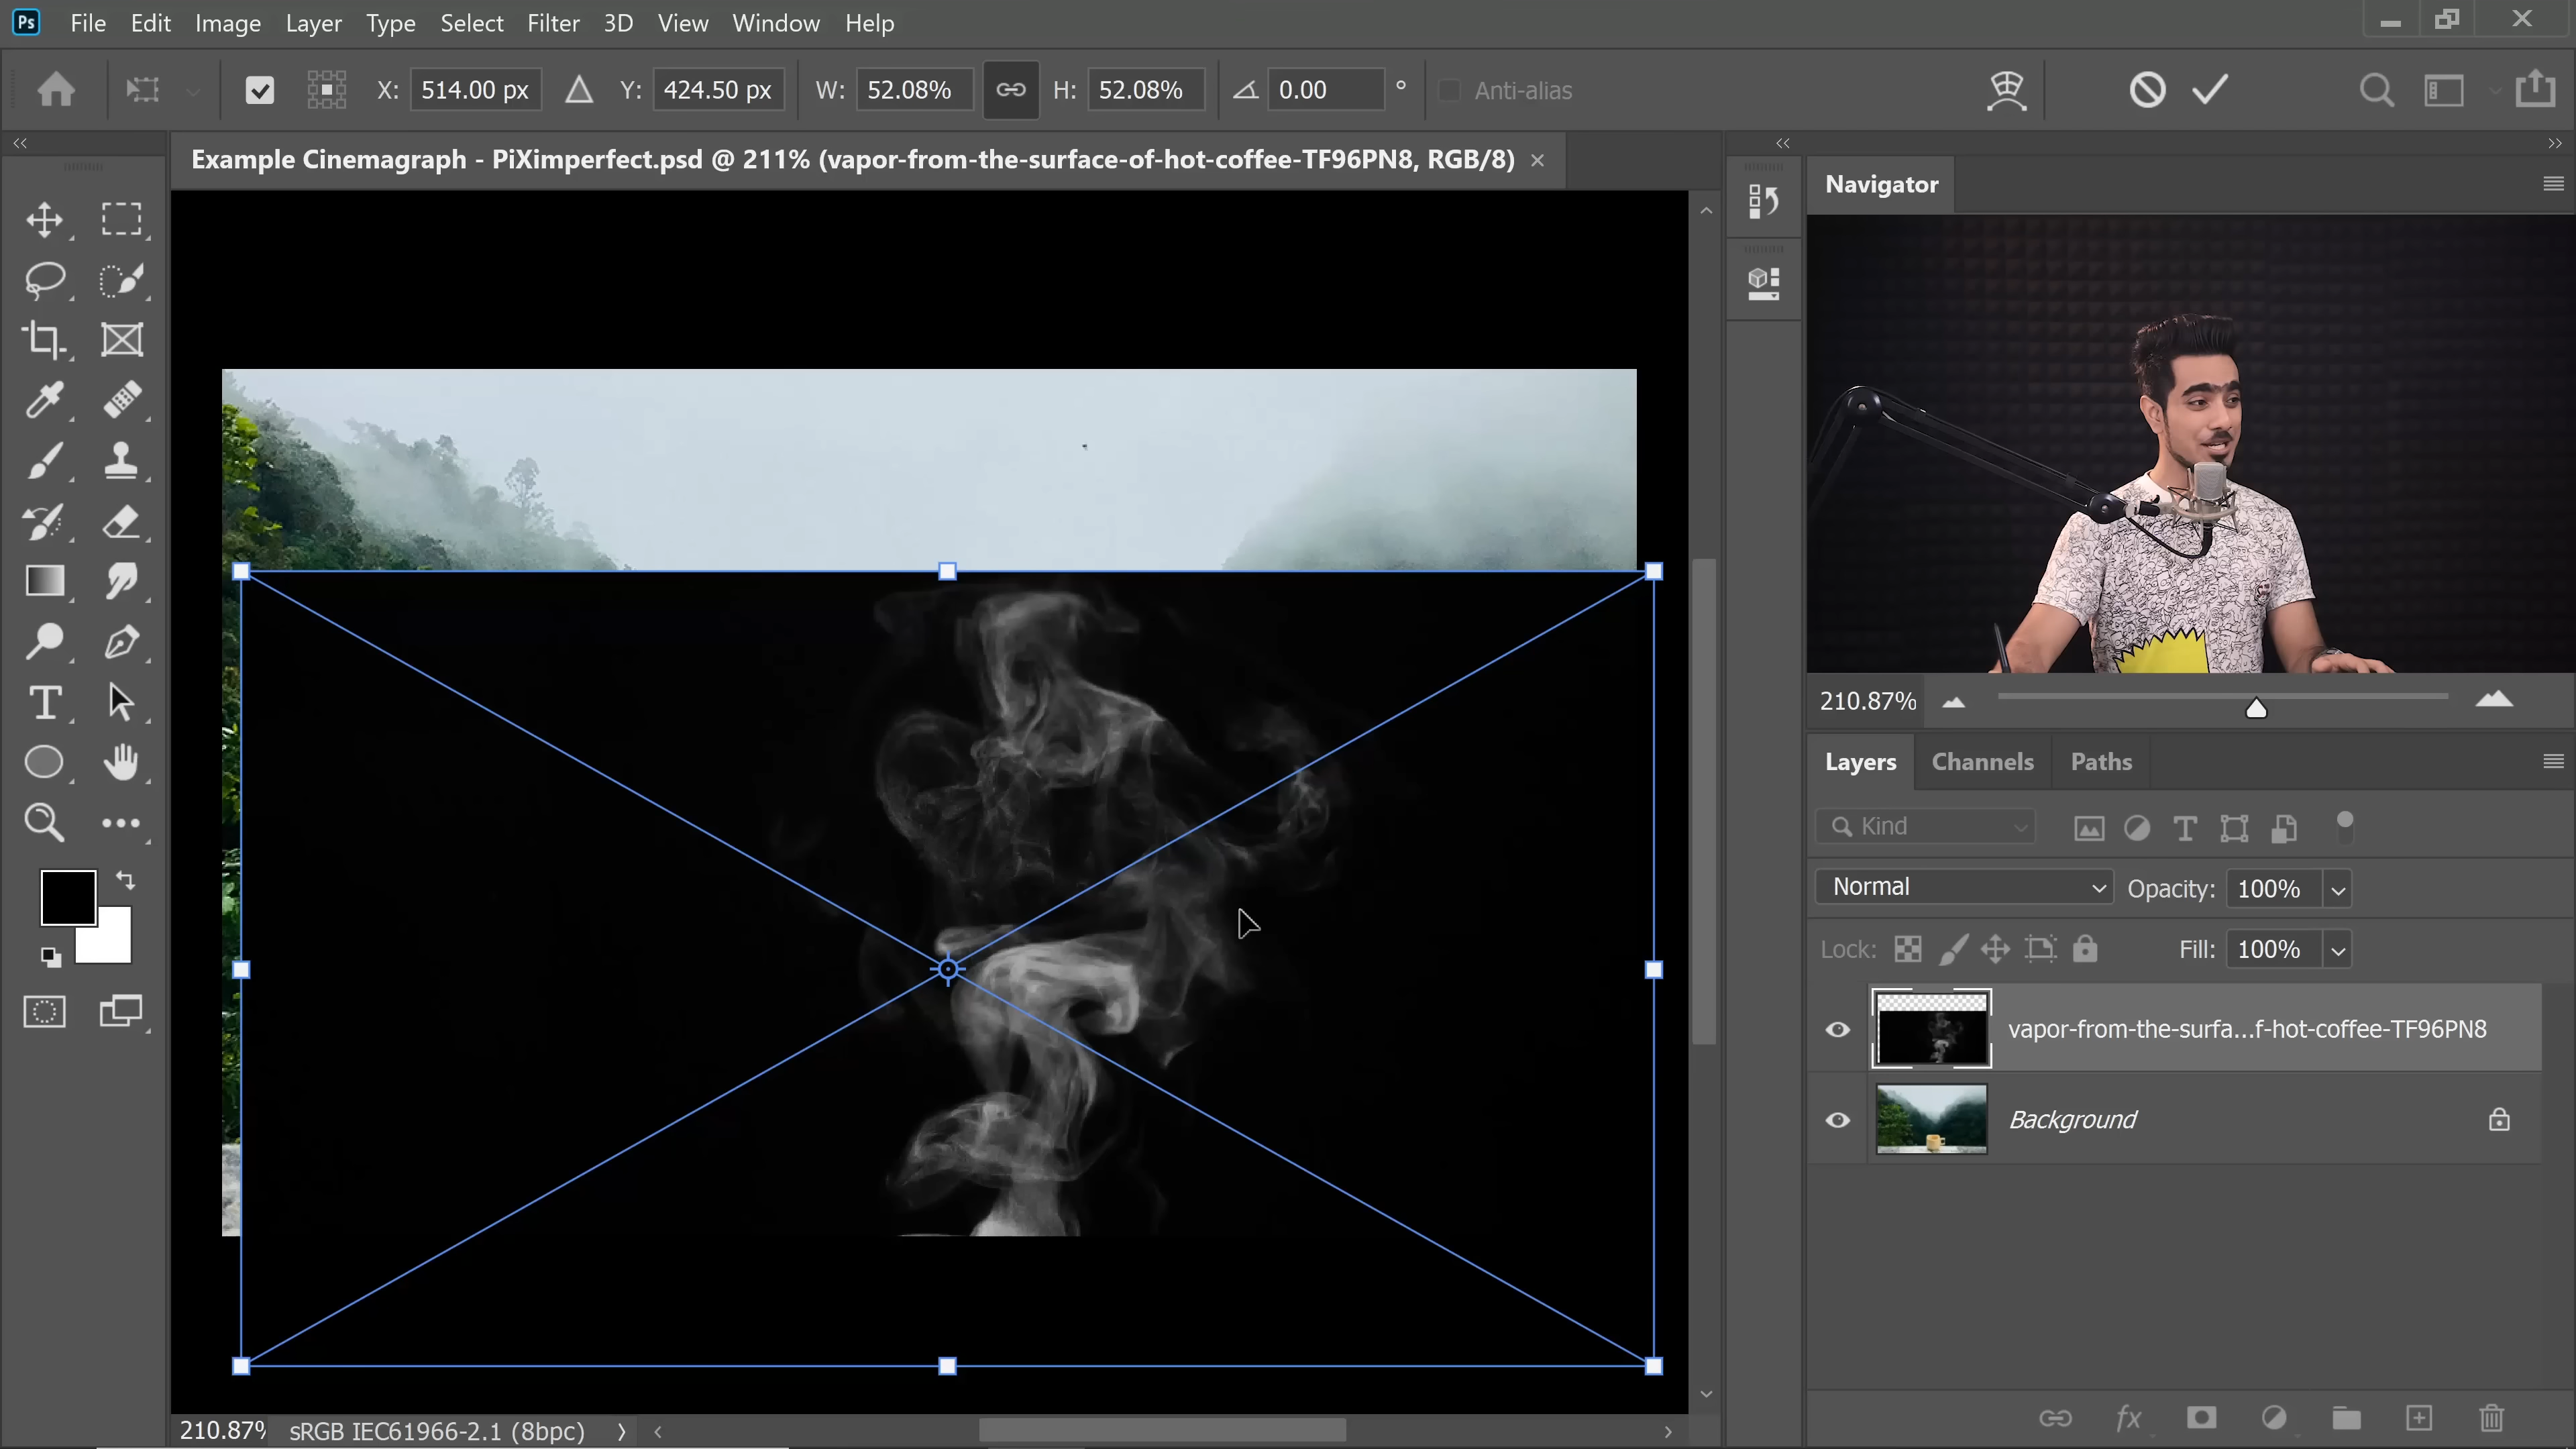 Ps File Edit Image Layer Type Select Filter 3D View Window Help
X: 514.00 px Y: 424.50 px W: 52.08% H: 52.08% 0.00 ° Anti-alias
Example Cinemagraph - PiXimperfect.psd @ 211% (vapor-from-the-surface-of-hot-coffee-TF96PN8, RGB/8) ×
Navigator
210.87%
Layers Channels Paths
Kind
Normal Opacity: 100%
Lock: Fill: 100%
vapor-from-the-surfa...f-hot-coffee-TF96PN8
Background
fx
210.87% sRGB IEC61966-2.1 (8bpc)